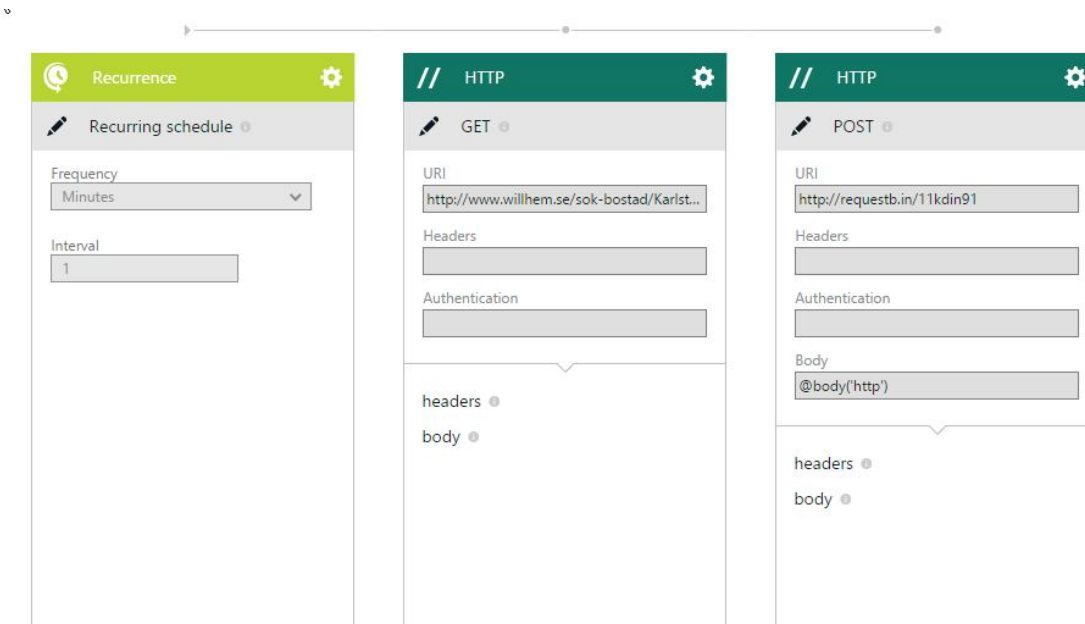 Recurrence
Recurring schedule
Frequency
Minutes
Interval
1
// HTTP
GET
URI
http://www.willhem.se/sok-bostad/Karlst...
Headers
Authentication
headers
body
// HTTP
POST
URI
http://requestb.in/11kdin91
Headers
Authentication
Body
@body('http')
headers
body